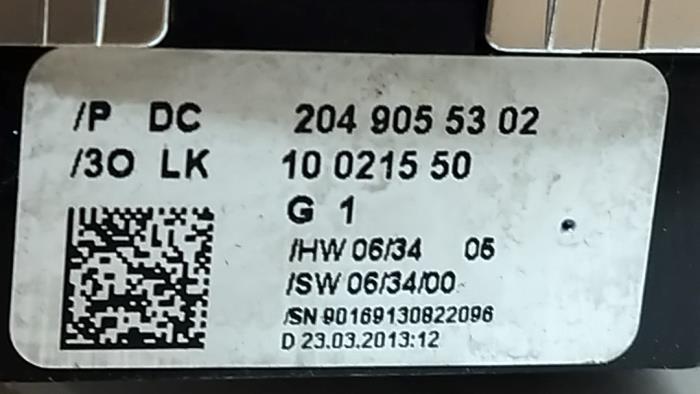 /P DC 204 905 53 02
/3O LK 10 0215 50
G 1
/HW 06/34 05
/SW 06/34/00
/SN 90169130822096
D 23.03.2013:12